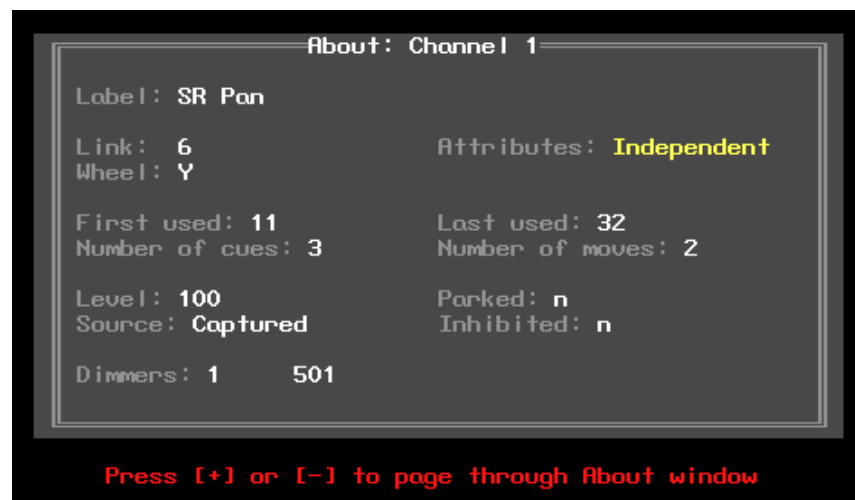 About: Channel 1
Label: SR Pan
Link: 6 Attributes: Independent
Wheel: Y
First used: 11 Last used: 32
Number of cues: 3 Number of moves: 2
Level: 100 Parked: n
Source: Captured Inhibited: n
Dimmers: 1 501
Press [+] or [-] to page through About window